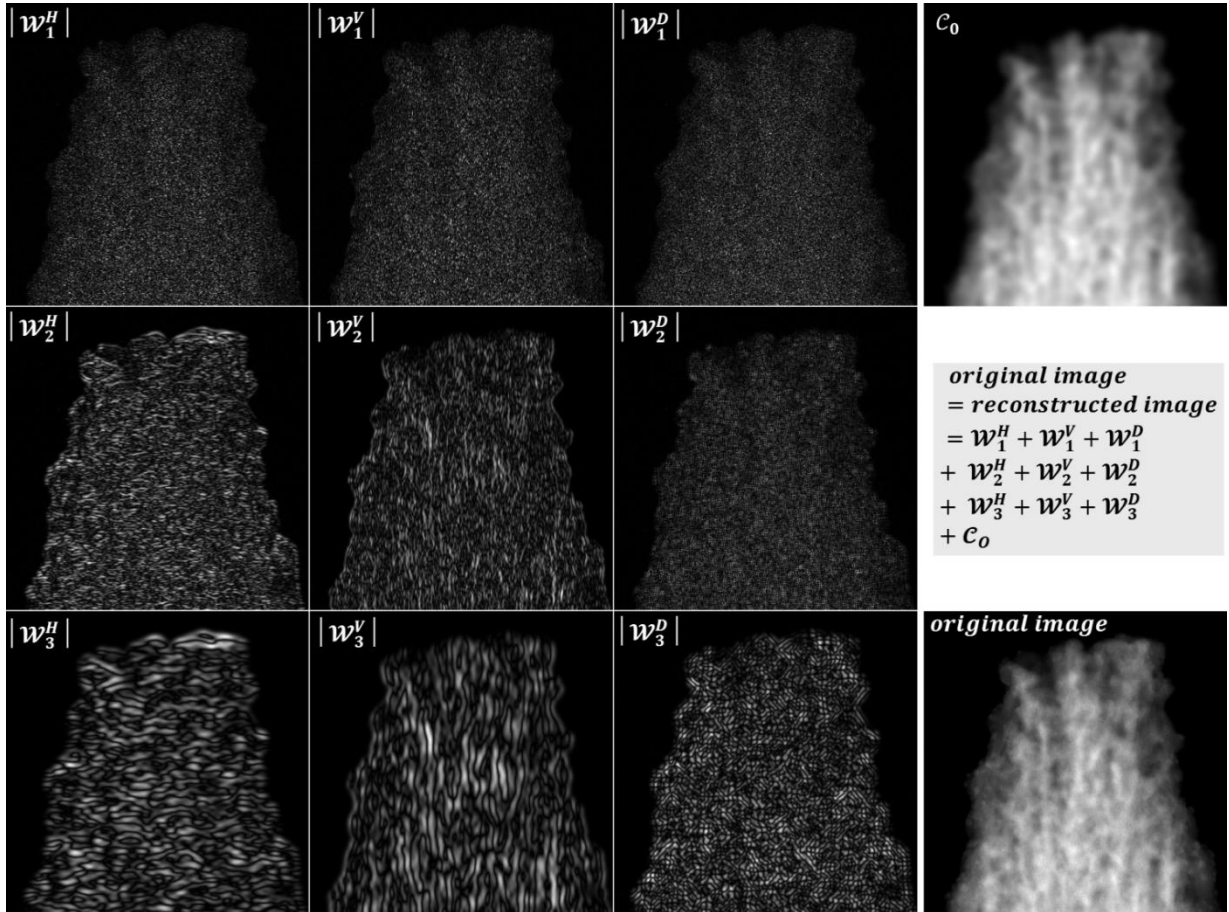 |𝓦₁ᴴ|
|𝓦₁ⱽ|
|𝓦₁ᴰ|
𝒞₀
|𝓦₂ᴴ|
|𝓦₂ⱽ|
|𝓦₂ᴰ|
original image
= reconstructed image
= 𝓦₁ᴴ + 𝓦₁ⱽ + 𝓦₁ᴰ
+ 𝓦₂ᴴ + 𝓦₂ⱽ + 𝓦₂ᴰ
+ 𝓦₃ᴴ + 𝓦₃ⱽ + 𝓦₃ᴰ
+ 𝒞ₒ
|𝓦₃ᴴ|
|𝓦₃ⱽ|
|𝓦₃ᴰ|
original image